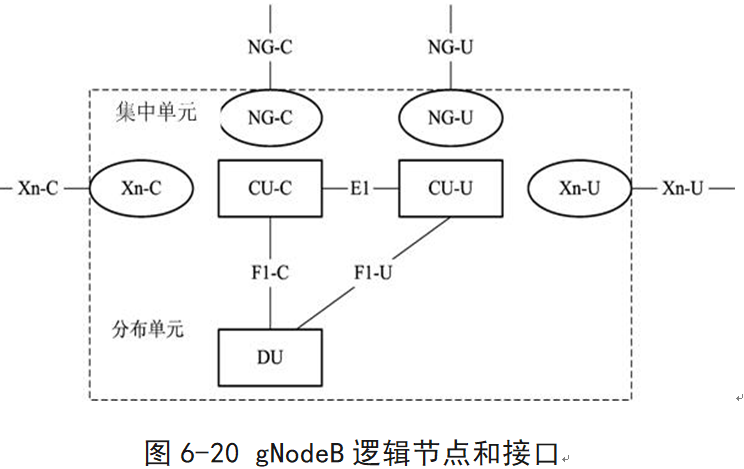 NG-C NG-U
集中单元 NG-C NG-U
Xn-C Xn-C CU-C E1 CU-U Xn-U Xn-U
F1-C F1-U
分布单元
DU
图 6-20 gNodeB 逻辑节点和接口